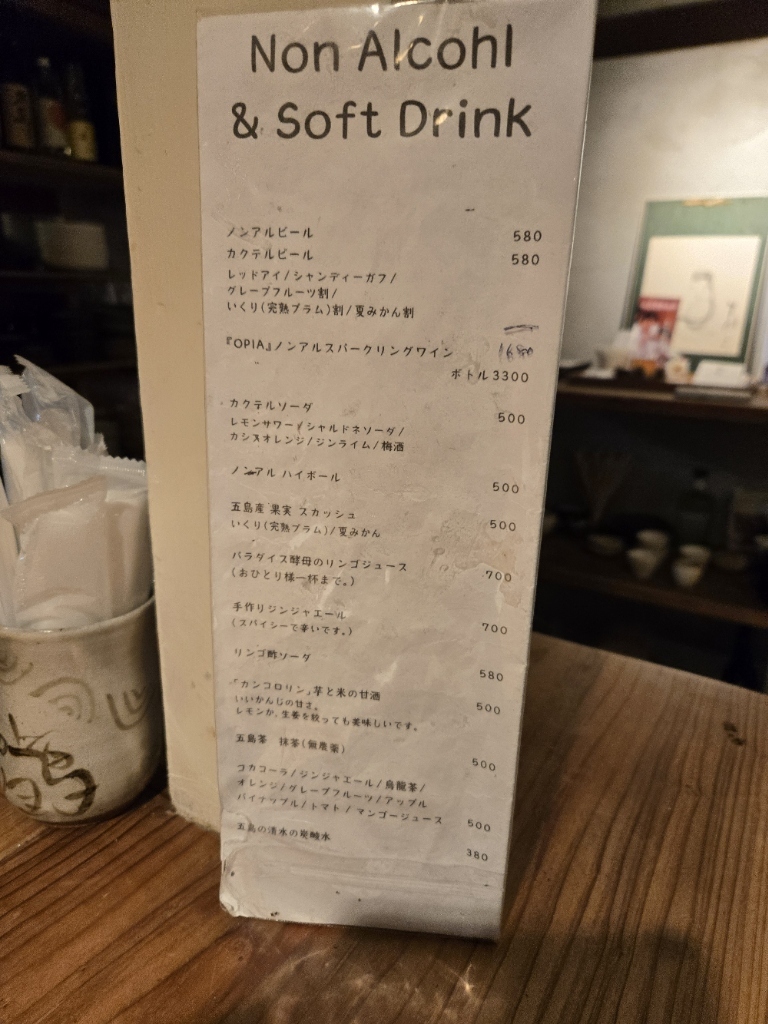 Non Alcohl
& Soft Drink
ノンアルビール 580
カクテルビール 580
レッドアイ/シャンディーガフ/
グレープフルーツ割/
いくり(完熟プラム)割/夏みかん割
『OPIA』ノンアルスパークリングワイン
ボトル3300
カクテルソーダ 500
レモンサワー/シャルドネソーダ/
カシスオレンジ/ジンライム/梅酒
ノンアル ハイボール 500
五島産 果実 スカッシュ 500
いくり(完熟プラム)/夏みかん
パラダイス酵母のリンゴジュース 700
(おひとり様一杯まで。)
手作りジンジャエール 700
(スパイシーで辛いです。)
リンゴ酢ソーダ 580
「カンコロリン」芋と米の甘酒 500
いいかんじの甘さ。
レモンか、生姜を絞っても美味しいです。
五島茶 抹茶(無農薬) 500
コカコーラ/ジンジャエール/烏龍茶/
オレンジ/グレープフルーツ/アップル
パイナップル/トマト/マンゴージュース 500
五島の清水の炭酸水 380